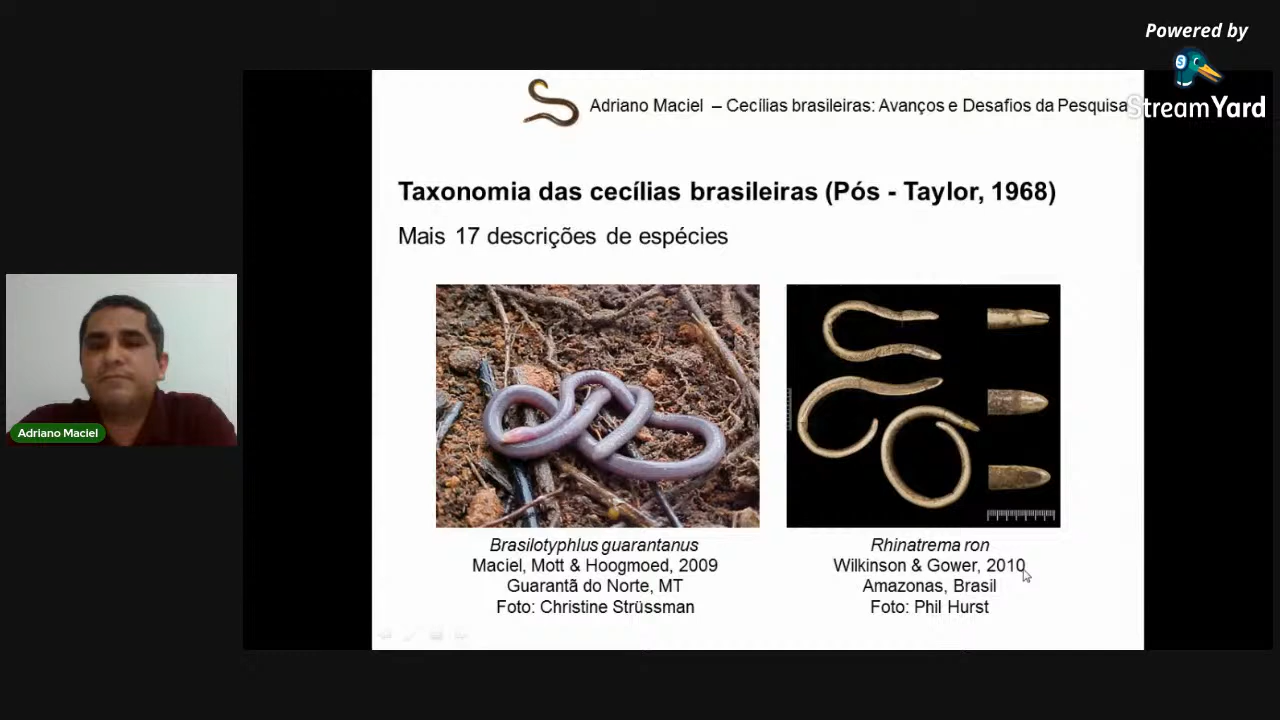 Powered by
StreamYard
Adriano Maciel – Cecílias brasileiras: Avanços e Desafios da Pesquisa
Taxonomia das cecílias brasileiras (Pós - Taylor, 1968)
Mais 17 descrições de espécies
Adriano Maciel
Brasilotyphlus guarantanus
Maciel, Mott & Hoogmoed, 2009
Guarantã do Norte, MT
Foto: Christine Strüssman
Rhinatrema ron
Wilkinson & Gower, 2010
Amazonas, Brasil
Foto: Phil Hurst